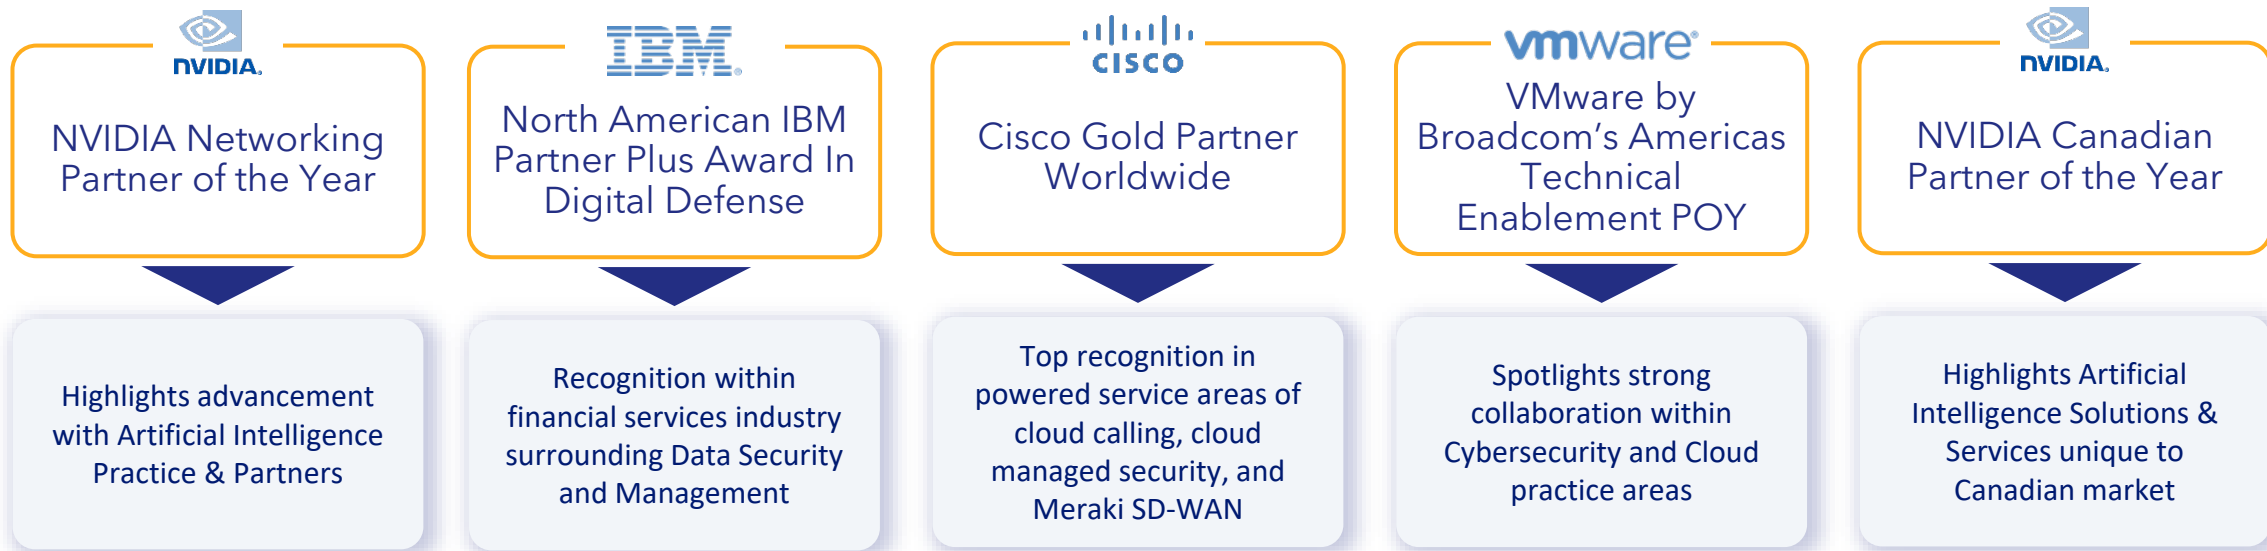 NVIDIA.
NVIDIA Networking
Partner of the Year
Highlights advancement
with Artificial Intelligence
Practice & Partners
IBM®
North American IBM
Partner Plus Award In
Digital Defense
Recognition within
financial services industry
surrounding Data Security
and Management
CISCO
Cisco Gold Partner
Worldwide
Top recognition in
powered service areas of
cloud calling, cloud
managed security, and
Meraki SD-WAN
vmware®
VMware by
Broadcom’s Americas
Technical
Enablement POY
Spotlights strong
collaboration within
Cybersecurity and Cloud
practice areas
NVIDIA.
NVIDIA Canadian
Partner of the Year
Highlights Artificial
Intelligence Solutions &
Services unique to
Canadian market